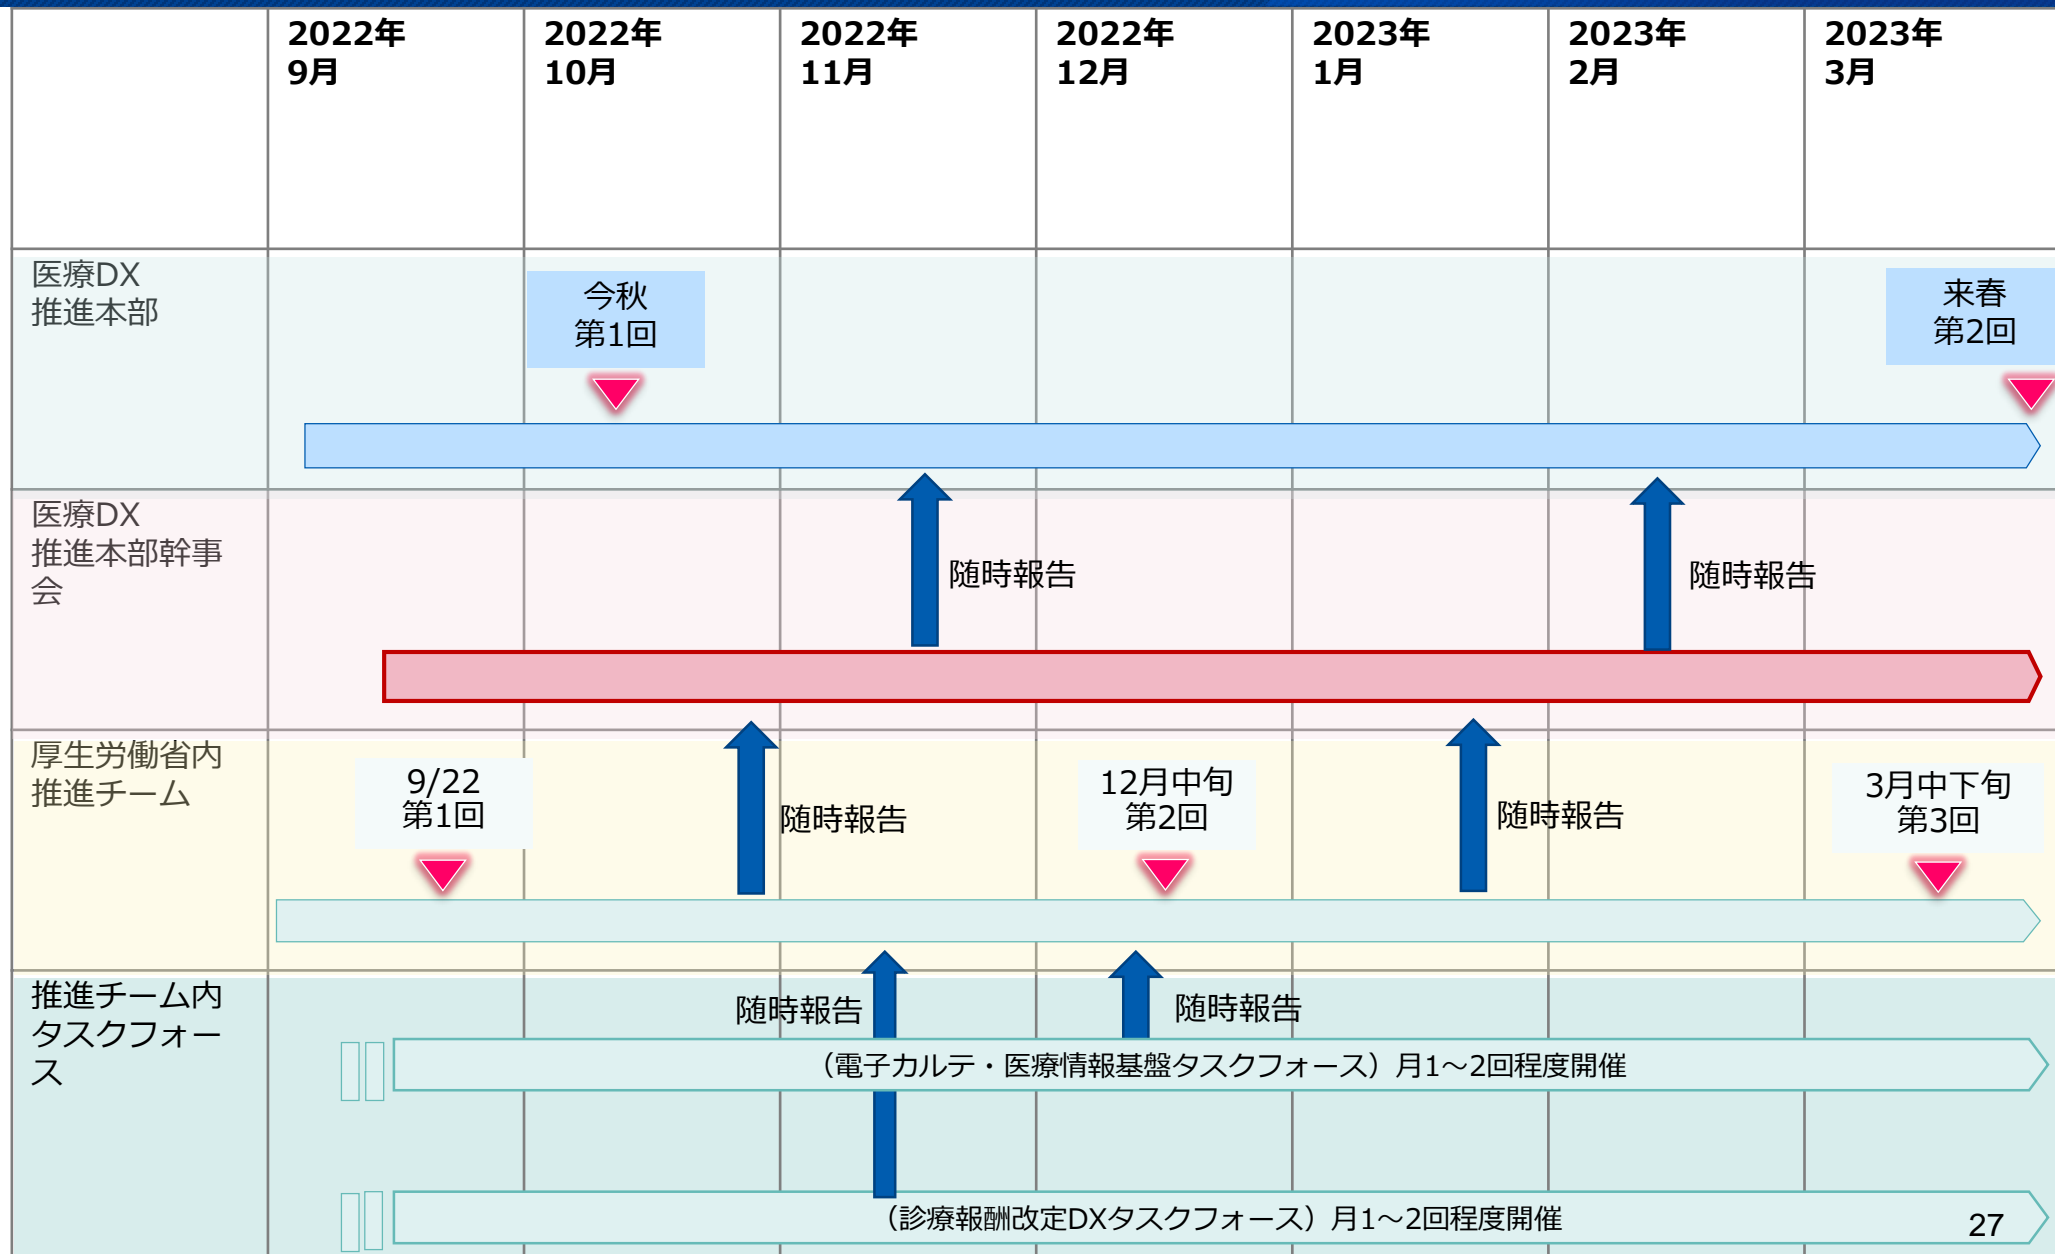 2022年
9月
2022年
10月
2022年
11月
2022年
12月
2023年
1月
2023年
2月
2023年
3月
医療DX
推進本部
今秋
第1回
来春
第2回
医療DX
推進本部幹事
会
随時報告
随時報告
厚生労働省内
推進チーム
9/22
第1回
随時報告
12月中旬
第2回
随時報告
3月中下旬
第3回
推進チーム内
タスクフォー
ス
随時報告
随時報告
（電子カルテ・医療情報基盤タスクフォース）月1～2回程度開催
（診療報酬改定DXタスクフォース）月1～2回程度開催
27